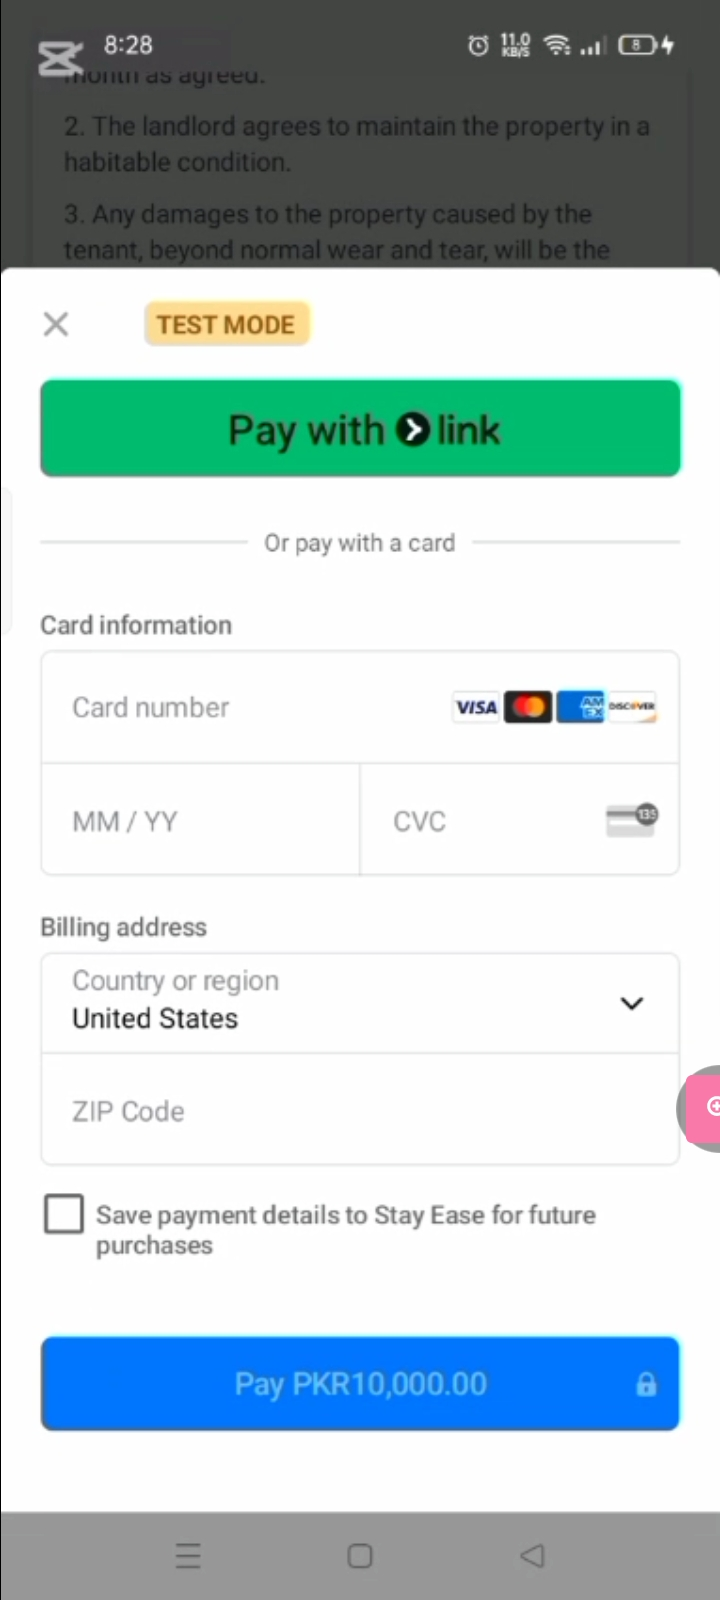 8:28
11.0
KB/S
8
month as agreed.
2. The landlord agrees to maintain the property in a
habitable condition.
3. Any damages to the property caused by the
tenant, beyond normal wear and tear, will be the
TEST MODE
Pay with link
Or pay with a card
Card information
Card number
VISA
AM
EX
DISCOVER
MM / YY
CVC
135
Billing address
Country or region
United States
ZIP Code
Save payment details to Stay Ease for future
purchases
Pay PKR10,000.00